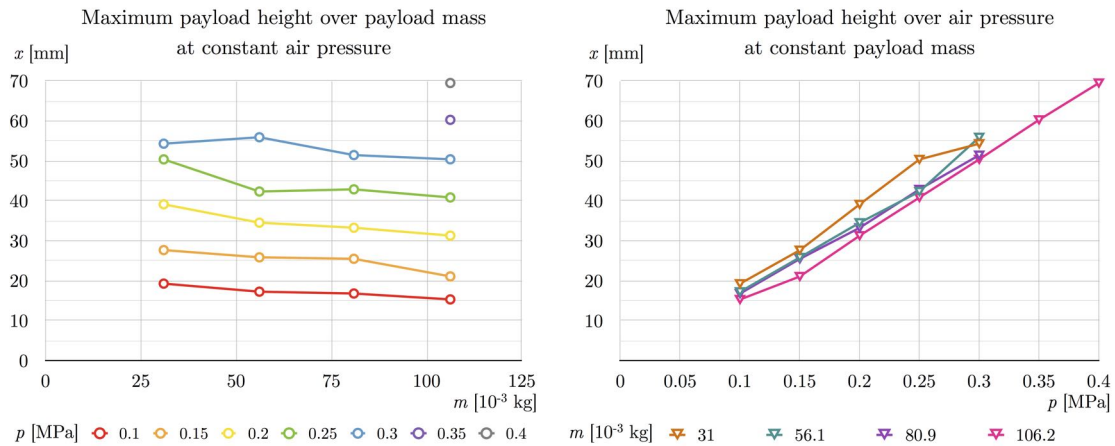 Maximum payload height over payload mass
at constant air pressure
x [mm]
70
60
50
40
30
20
10
0 25 50 75 100 125
m [10⁻³ kg]
p [MPa] 0.1 0.15 0.2 0.25 0.3 0.35 0.4
Maximum payload height over air pressure
at constant payload mass
x [mm]
70
60
50
40
30
20
10
0
0 0.05 0.1 0.15 0.2 0.25 0.3 0.35 0.4
p [MPa]
m [10⁻³ kg] 31 56.1 80.9 106.2